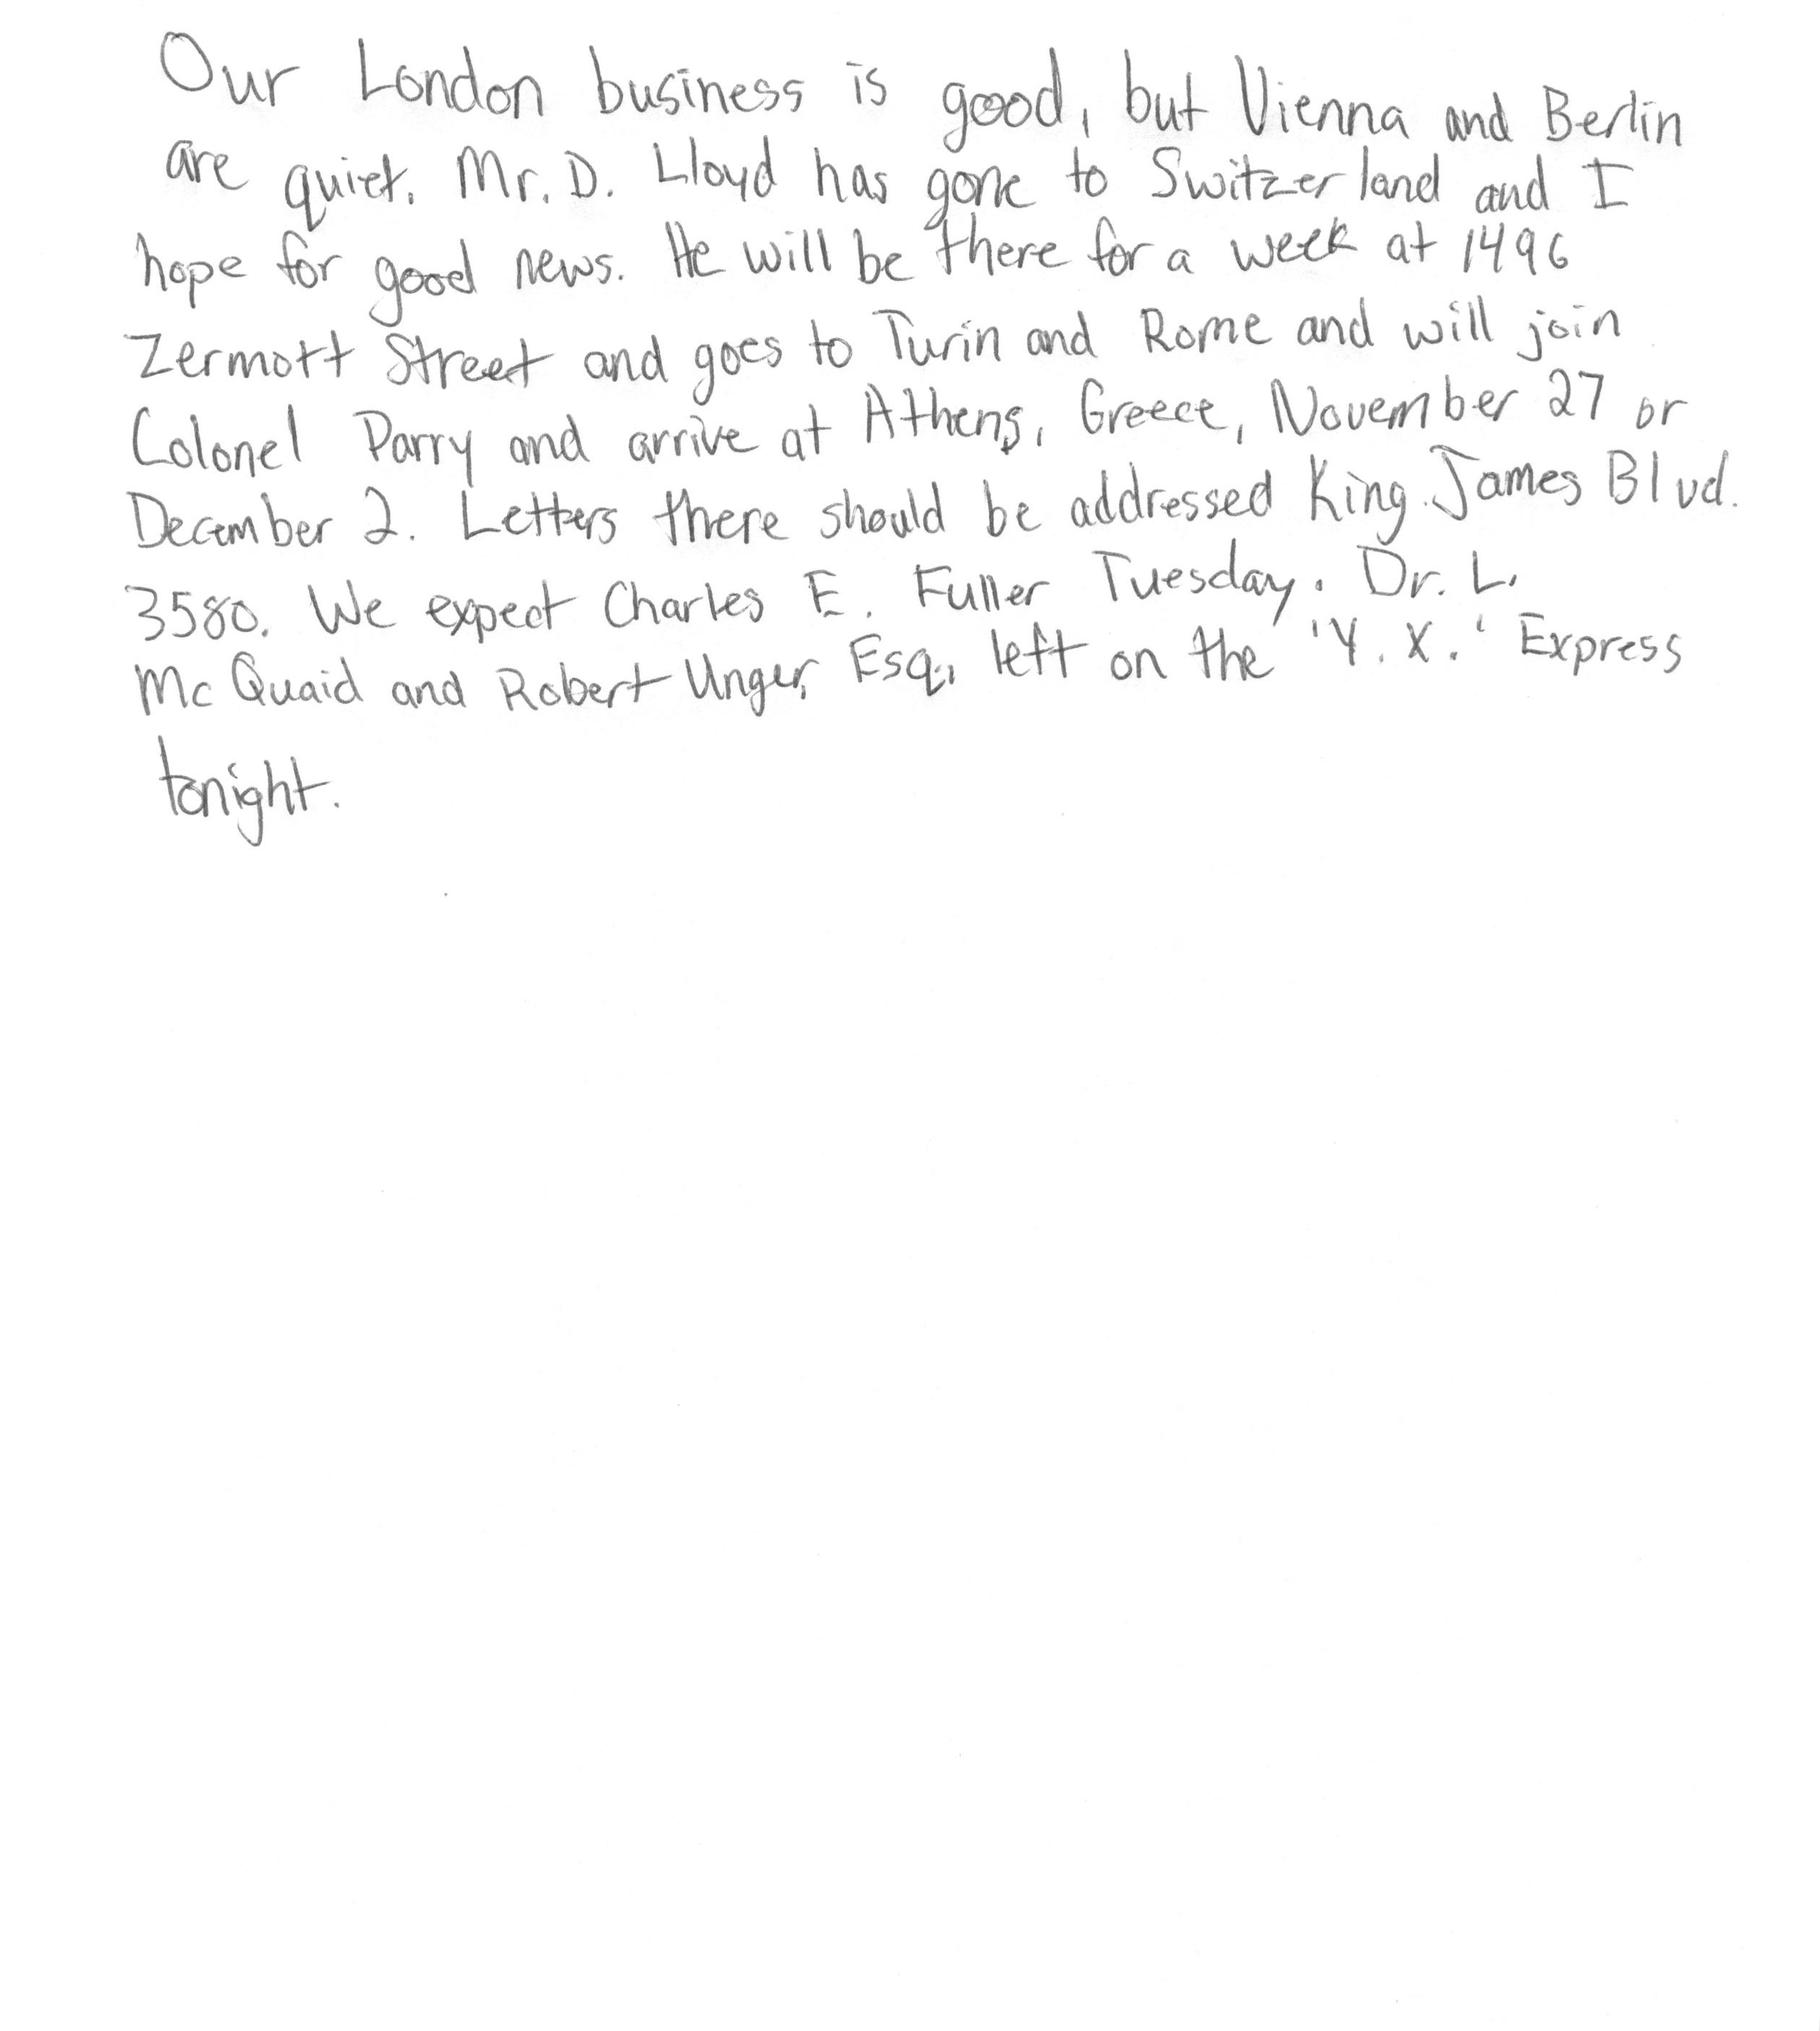 Our London business is good, but Vienna and Berlin
are quiet. Mr. D. Lloyd has gone to Switzerland and I
hope for good news. He will be there for a week at 1496
Zermott Street and goes to Turin and Rome and will join
Colonel Parry and arrive at Athens, Greece, November 27 or
December 2. Letters there should be addressed King James Blvd.
3580. We expect Charles E. Fuller Tuesday. Dr. L.
McQuaid and Robert Unger, Esq., left on the 'Y. X.' Express
tonight.